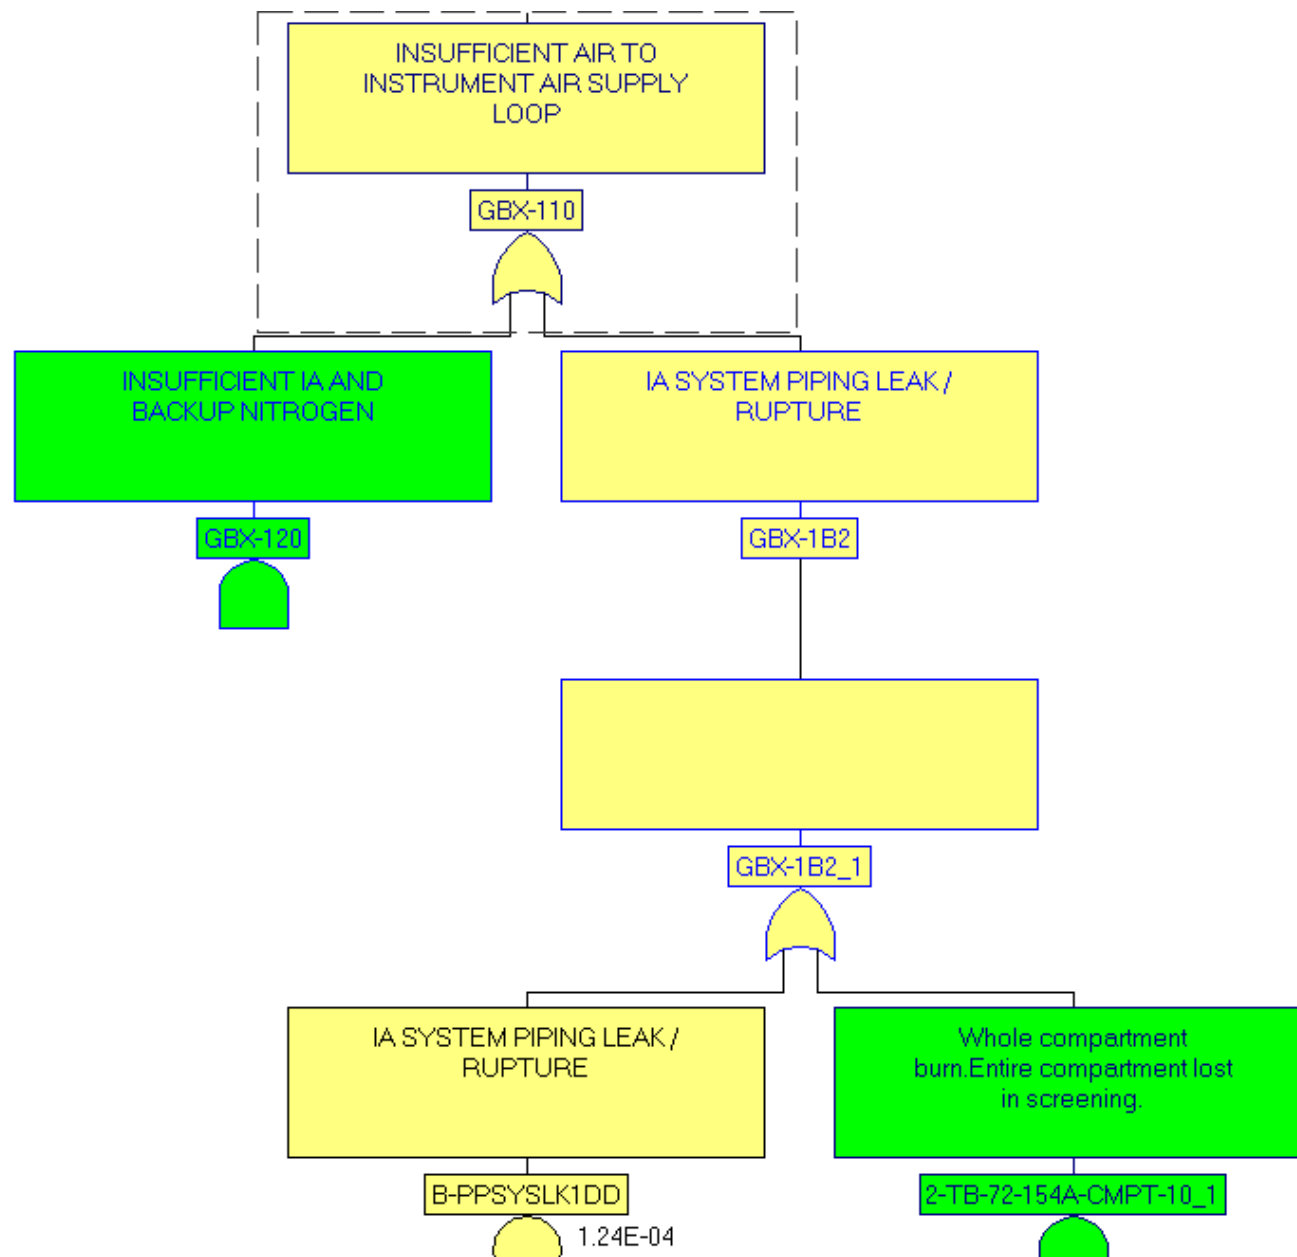 INSUFFICIENT AIR TO
INSTRUMENT AIR SUPPLY
LOOP
GBX-110
INSUFFICIENT IA AND
BACKUP NITROGEN
GBX-120
IA SYSTEM PIPING LEAK /
RUPTURE
GBX-1B2
GBX-1B2_1
IA SYSTEM PIPING LEAK /
RUPTURE
B-PPSYSLK1DD
1.24E-04
Whole compartment
burn.Entire compartment lost
in screening.
2-TB-72-154A-CMPT-10_1